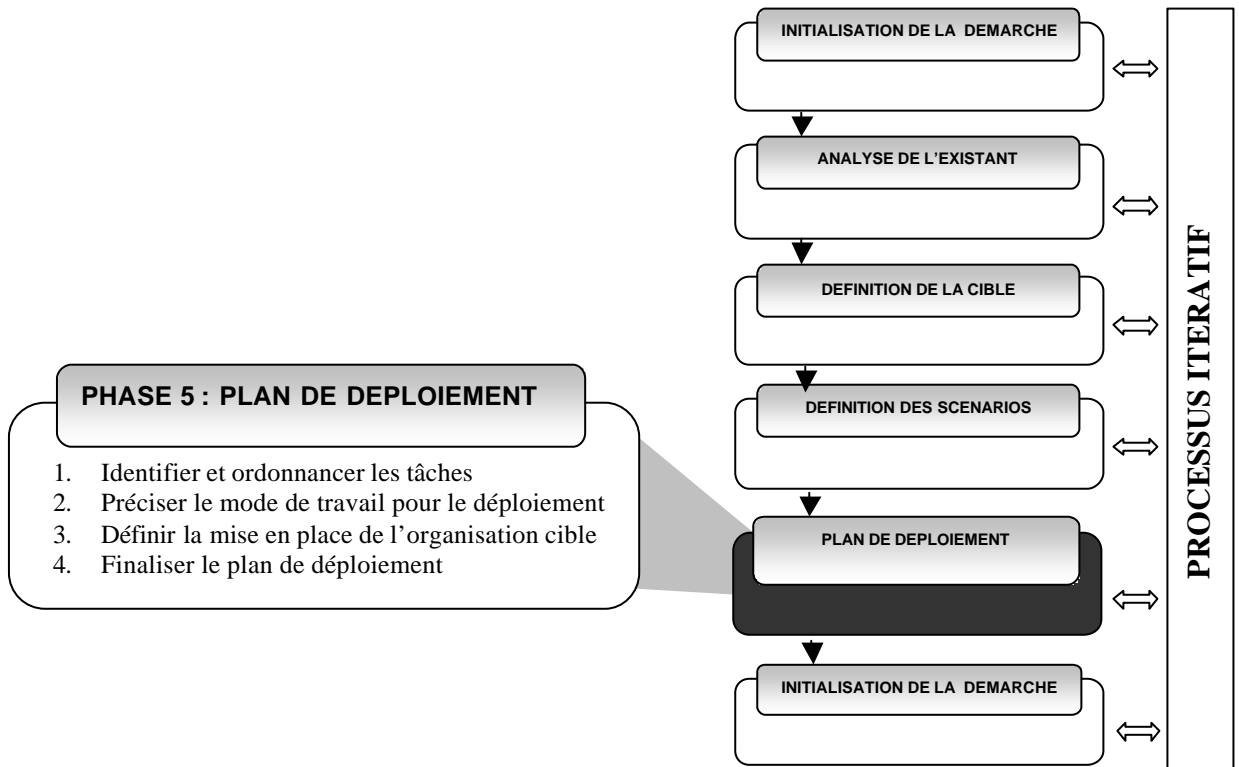 INITIALISATION DE LA DEMARCHE
ANALYSE DE L'EXISTANT
DEFINITION DE LA CIBLE
DEFINITION DES SCENARIOS
PLAN DE DEPLOIEMENT
INITIALISATION DE LA DEMARCHE
PROCESSUS ITERATIF
PHASE 5 : PLAN DE DEPLOIEMENT
1. Identifier et ordonnancer les tâches
2. Préciser le mode de travail pour le déploiement
3. Définir la mise en place de l'organisation cible
4. Finaliser le plan de déploiement